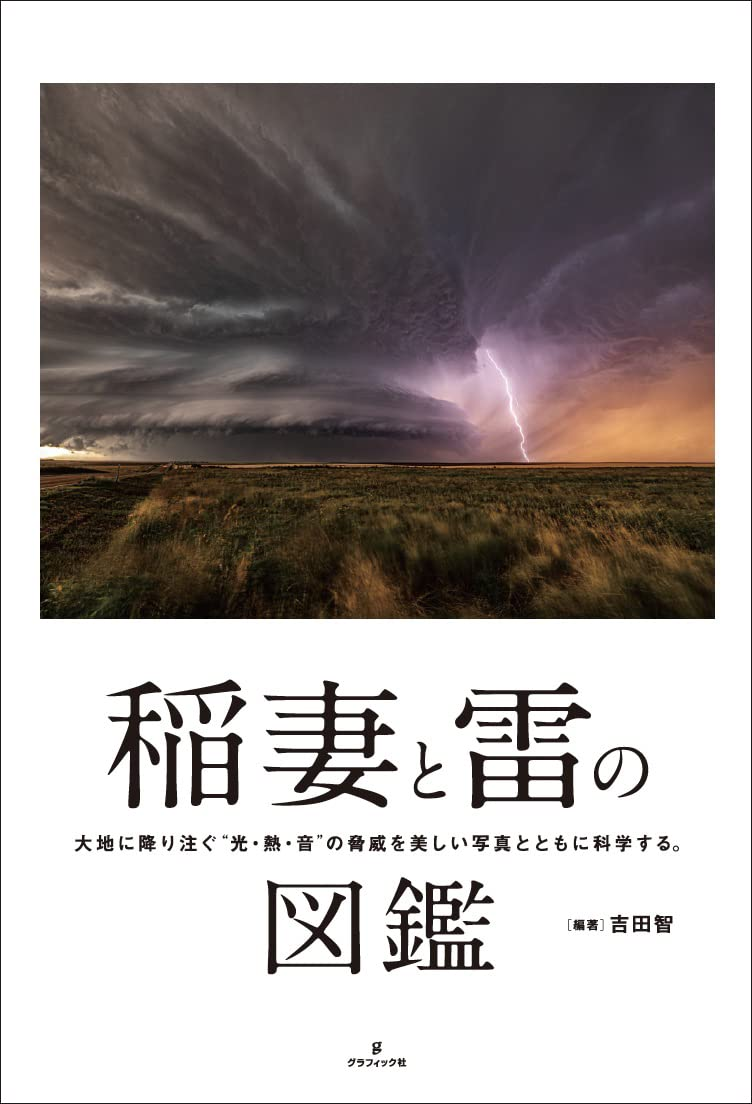 稲妻と雷の
大地に降り注ぐ“光・熱・音”の脅威を美しい写真とともに科学する。
図鑑
［編著］吉田智
g
グラフィック社